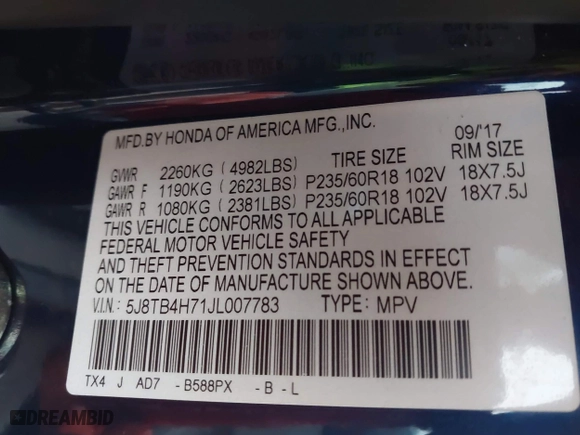 MFD.BY HONDA OF AMERICA MFG.,INC. 09/'17
GVWR 2260KG (4982LBS) TIRE SIZE RIM SIZE
GAWR F 1190KG (2623LBS) P235/60R18 102V 18X7.5J
GAWR R 1080KG (2381LBS) P235/60R18 102V 18X7.5J
THIS VEHICLE CONFORMS TO ALL APPLICABLE
FEDERAL MOTOR VEHICLE SAFETY
AND THEFT PREVENTION STANDARDS IN EFFECT
ON THE DATE OF MANUFACTURE SHOWN ABOVE.
V.I.N.: 5J8TB4H71JL007783 TYPE: MPV
TX4 J AD7 - B588PX - B - L
DREAMBID